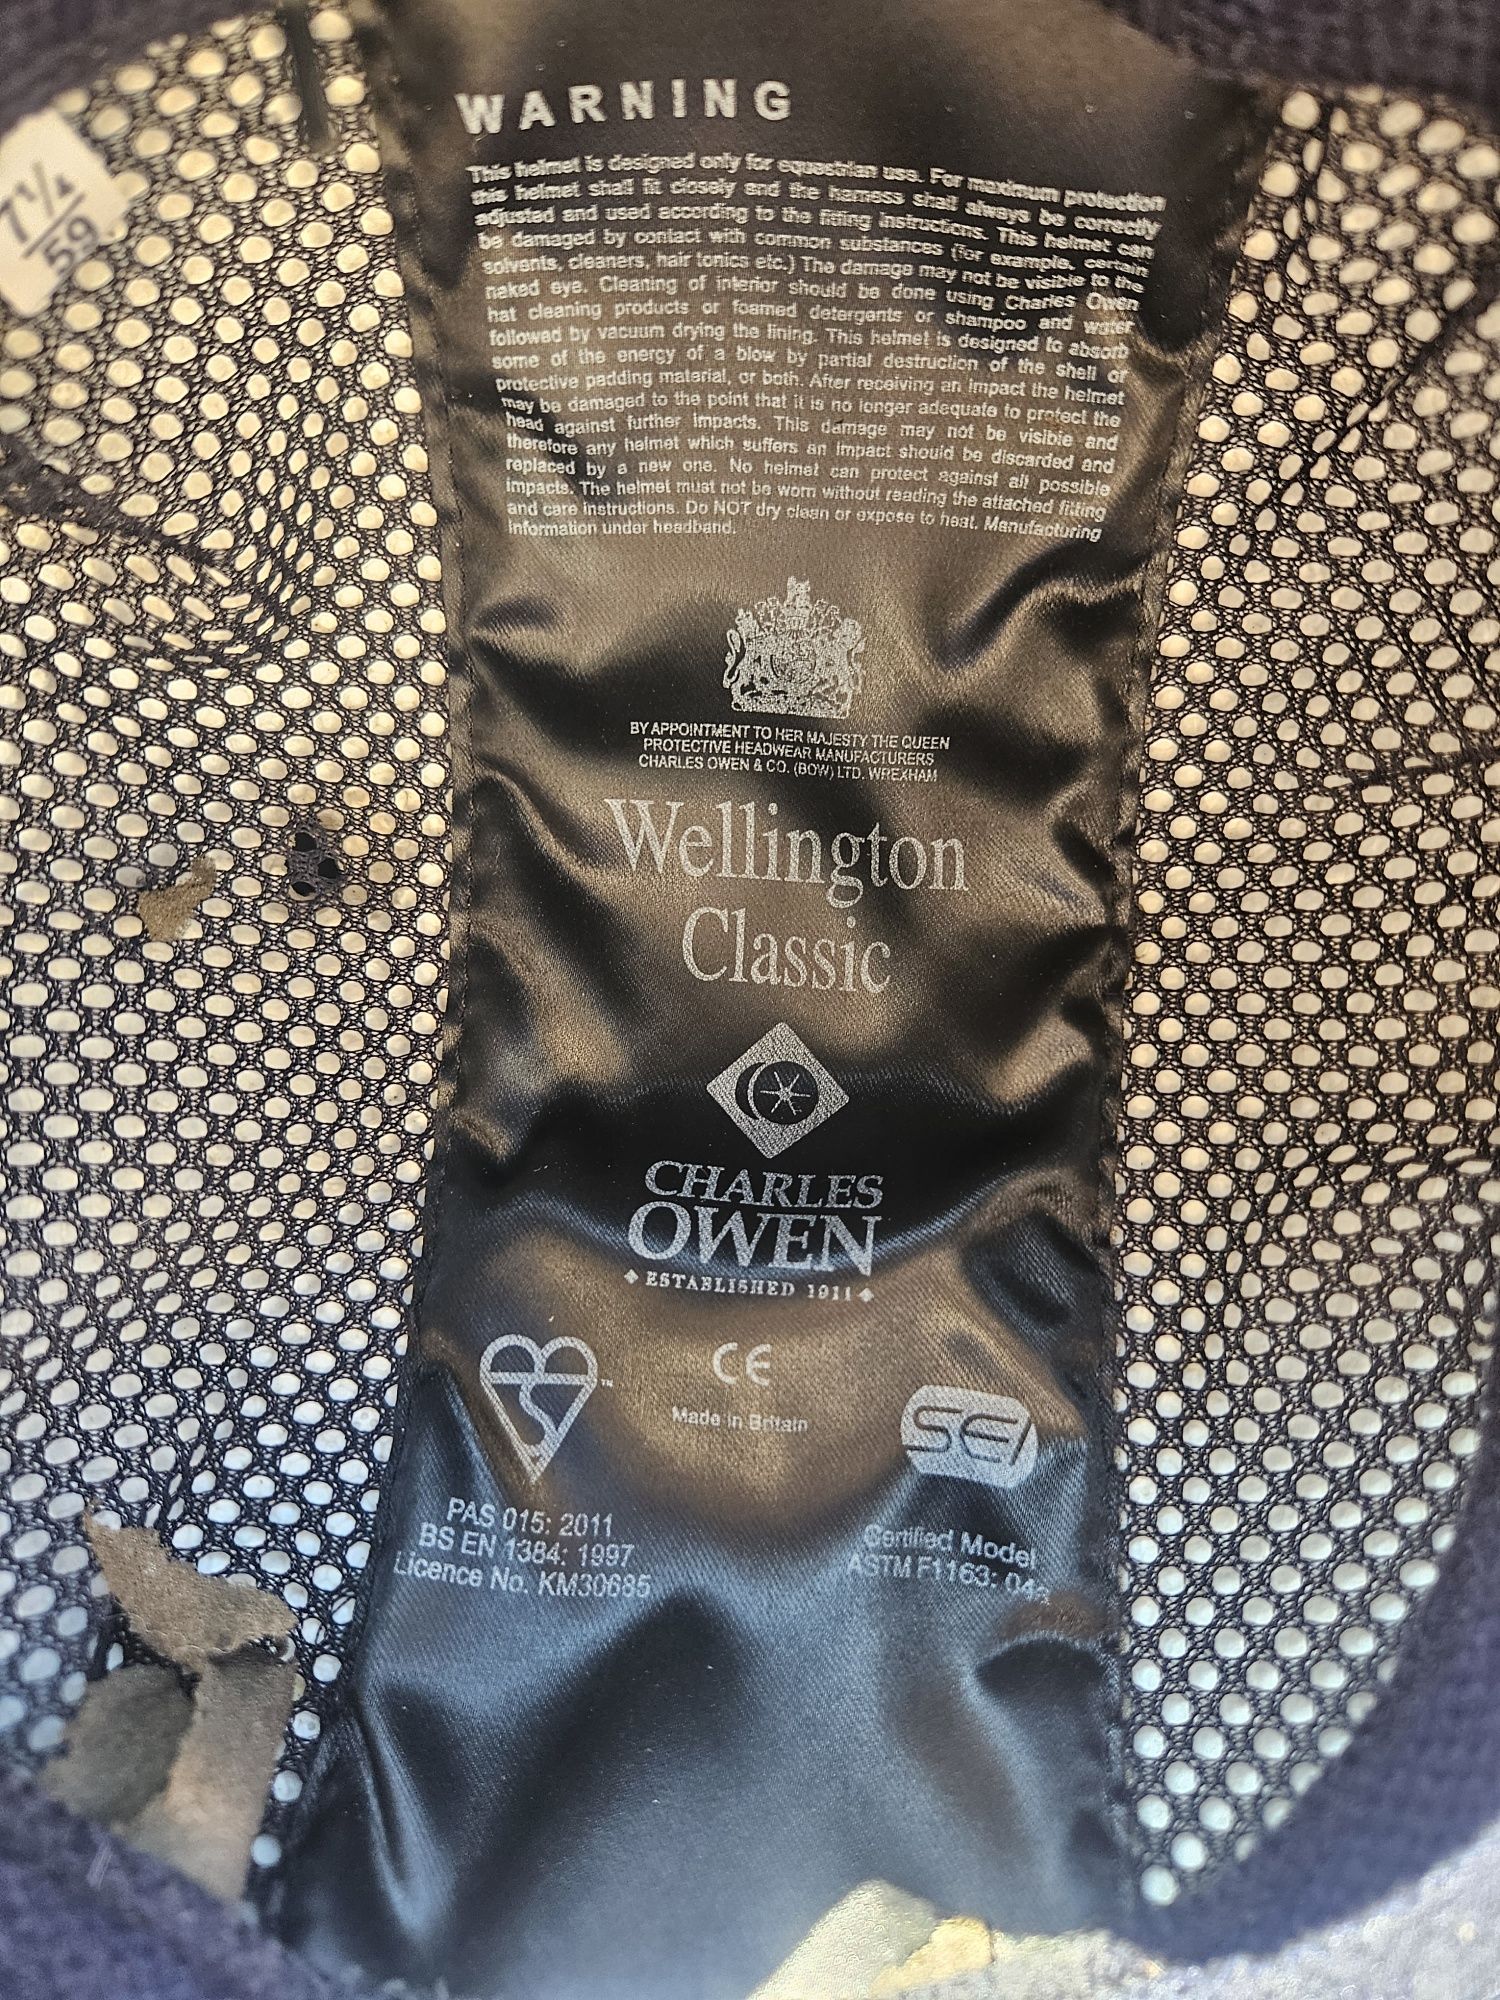 7 1/4
59
WARNING
This helmet is designed only for equestrian use. For maximum protection
this helmet shall fit closely and the harness shall always be correctly
adjusted and used according to the fitting instructions. This helmet can
be damaged by contact with common substances (for example, certain
solvents, cleaners, hair tonics etc.) The damage may not be visible to the
naked eye. Cleaning of interior should be done using Charles Owen
hat cleaning products or foamed detergents or shampoo and water
followed by vacuum drying the lining. This helmet is designed to absorb
some of the energy of a blow by partial destruction of the shell or
protective padding material, or both. After receiving an impact the helmet
may be damaged to the point that it is no longer adequate to protect the
head against further impacts. This damage may not be visible and
therefore any helmet which suffers an impact should be discarded and
replaced by a new one. No helmet can protect against all possible
impacts. The helmet must not be worn without reading the attached fitting
and care instructions. Do NOT dry clean or expose to heat. Manufacturing
information under headband.
BY APPOINTMENT TO HER MAJESTY THE QUEEN
PROTECTIVE HEADWEAR MANUFACTURERS
CHARLES OWEN & CO. (BOW) LTD. WREXHAM
Wellington
Classic
CHARLES
OWEN
ESTABLISHED 1911
CE
Made in Britain
™
SEI
PAS 015: 2011
BS EN 1384: 1997
Licence No. KM30685
Certified Model
ASTM F1163: 04a